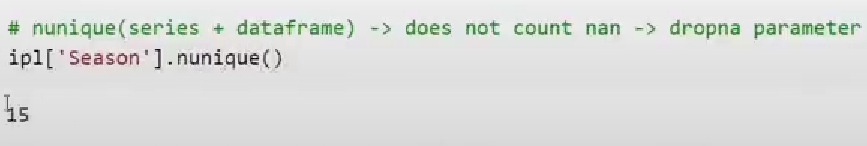 # nunique(series + dataframe) -> does not count nan -> dropna parameter
ipl['Season'].nunique()
15